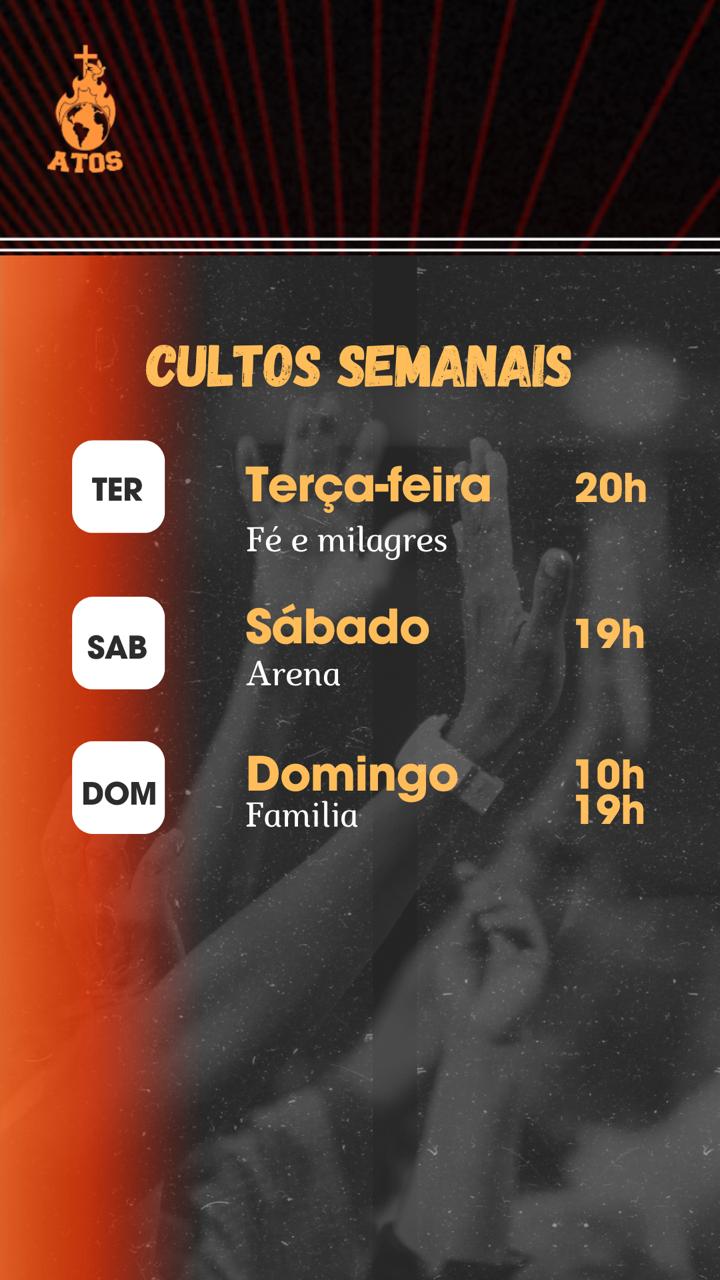 ATOS
CULTOS SEMANAIS
TER
Terça-feira
20h
Fé e milagres
SAB
Sábado
19h
Arena
DOM
Domingo
10h
Familia
19h